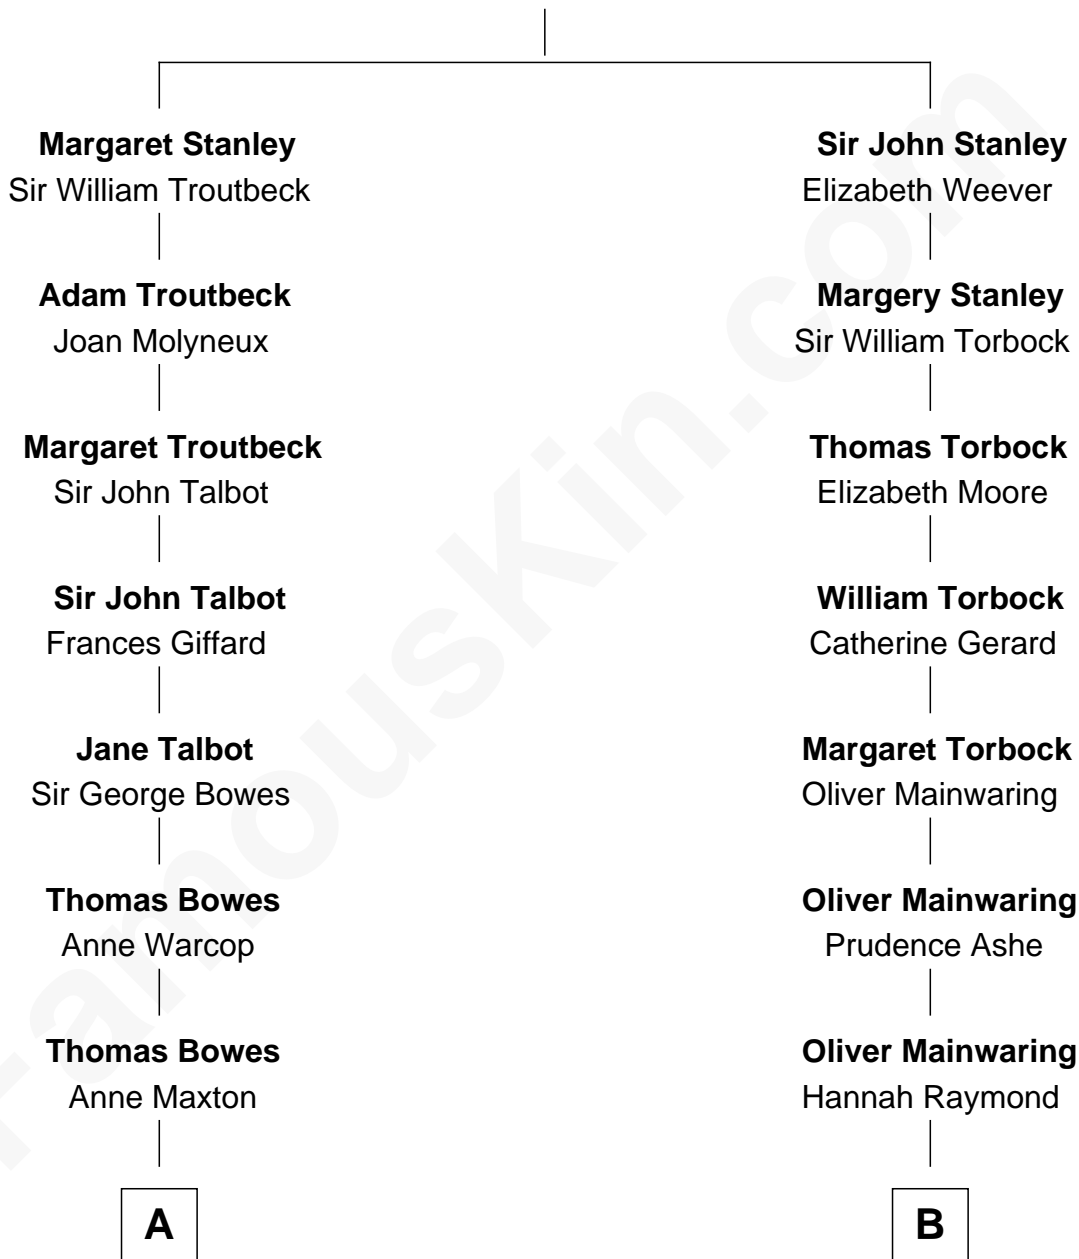 Margaret Stanley
Sir William Troutbeck
Adam Troutbeck
Joan Molyneux
Margaret Troutbeck
Sir John Talbot
Sir John Talbot
Frances Giffard
Jane Talbot
Sir George Bowes
Thomas Bowes
Anne Warcop
Thomas Bowes
Anne Maxton
A
Sir John Stanley
Elizabeth Weever
Margery Stanley
Sir William Torbock
Thomas Torbock
Elizabeth Moore
William Torbock
Catherine Gerard
Margaret Torbock
Oliver Mainwaring
Oliver Mainwaring
Prudence Ashe
Oliver Mainwaring
Hannah Raymond
B
FamousKin.com